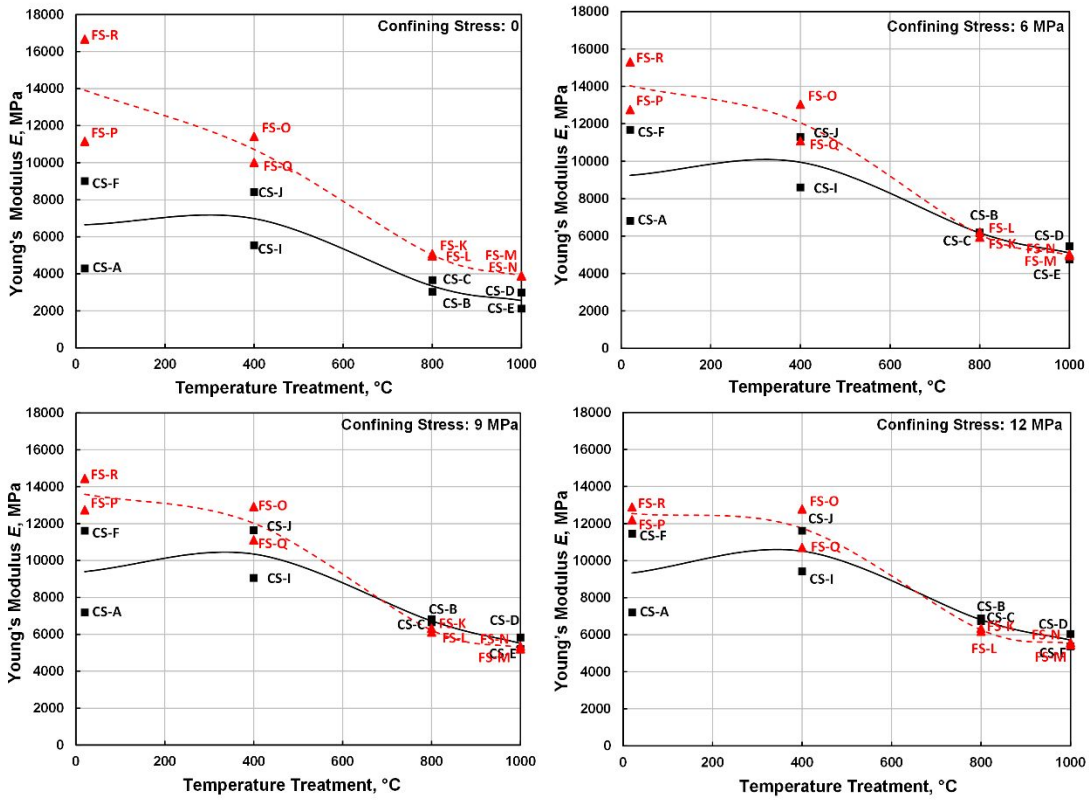 Confining Stress: 0
Young's Modulus E, MPa
18000
16000
14000
12000
10000
8000
6000
4000
2000
0
FS-R
FS-P
CS-F
CS-A
FS-O
FS-Q
CS-J
CS-I
FS-K
FS-L
CS-C
CS-B
FS-M
FS-N
CS-D
CS-E
0 200 400 600 800 1000
Temperature Treatment, °C
Confining Stress: 6 MPa
Young's Modulus E, MPa
18000
16000
14000
12000
10000
8000
6000
4000
2000
0
FS-R
FS-P
CS-F
CS-A
FS-O
CS-J
FS-Q
CS-I
CS-B
FS-L
CS-C
FS-K
CS-D
FS-N
FS-M
CS-E
0 200 400 600 800 1000
Temperature Treatment, °C
Confining Stress: 9 MPa
Young's Modulus E, MPa
18000
16000
14000
12000
10000
8000
6000
4000
2000
0
FS-R
FS-P
CS-F
CS-A
FS-O
CS-J
FS-Q
CS-I
CS-B
CS-C
FS-K
FS-L
CS-D
FS-N
CS-E
FS-M
0 200 400 600 800 1000
Temperature Treatment, °C
Confining Stress: 12 MPa
Young's Modulus E, MPa
18000
16000
14000
12000
10000
8000
6000
4000
2000
0
FS-R
FS-P
CS-F
CS-A
FS-O
CS-J
FS-Q
CS-I
CS-B
CS-C
FS-K
FS-L
CS-D
FS-N
CS-E
FS-M
0 200 400 600 800 1000
Temperature Treatment, °C